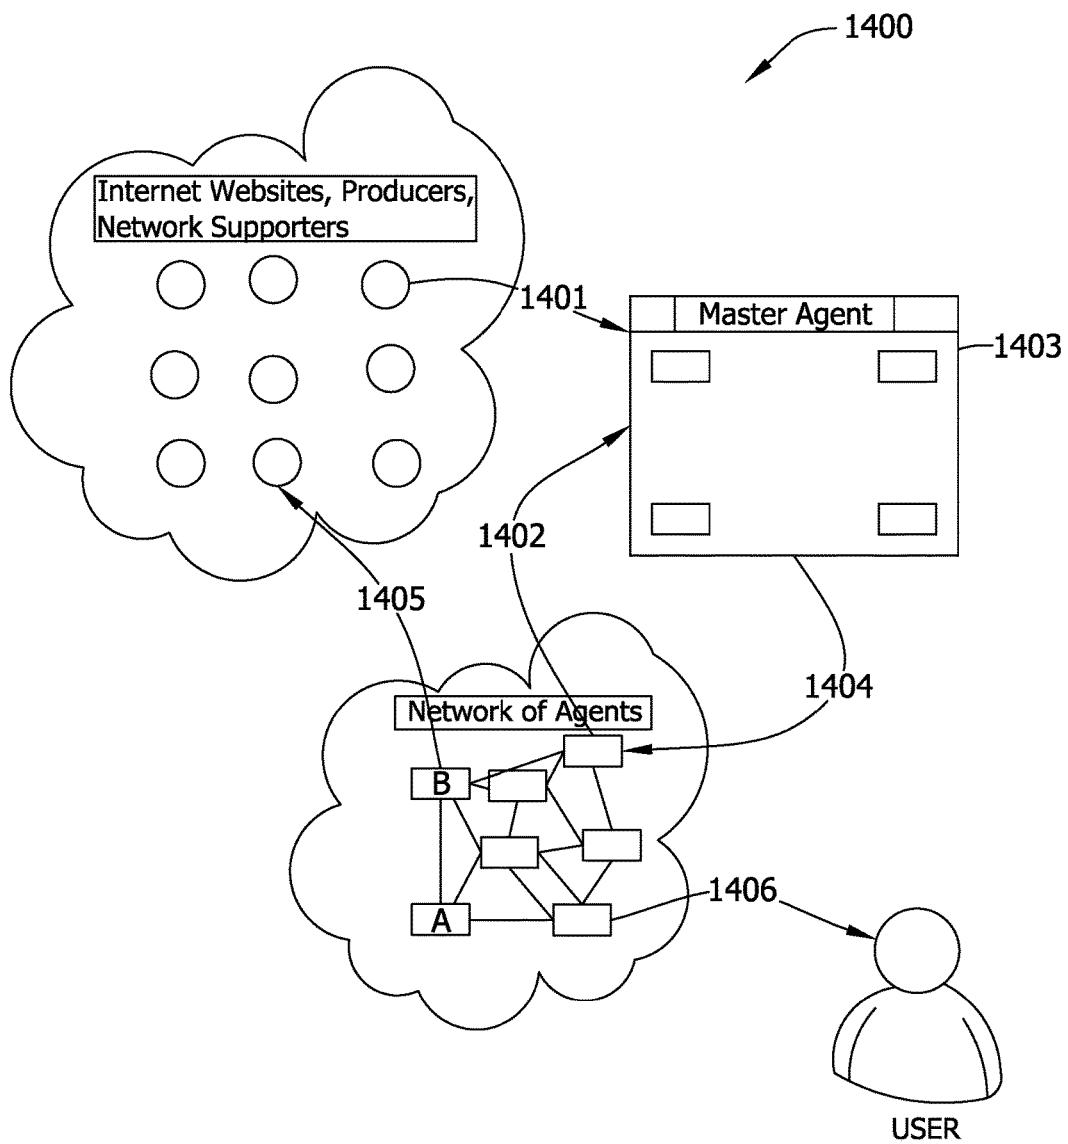 1400
Internet Websites, Producers,
Network Supporters
1401
Master Agent
1403
1402
1405
1404
Network of Agents
B
A
1406
USER